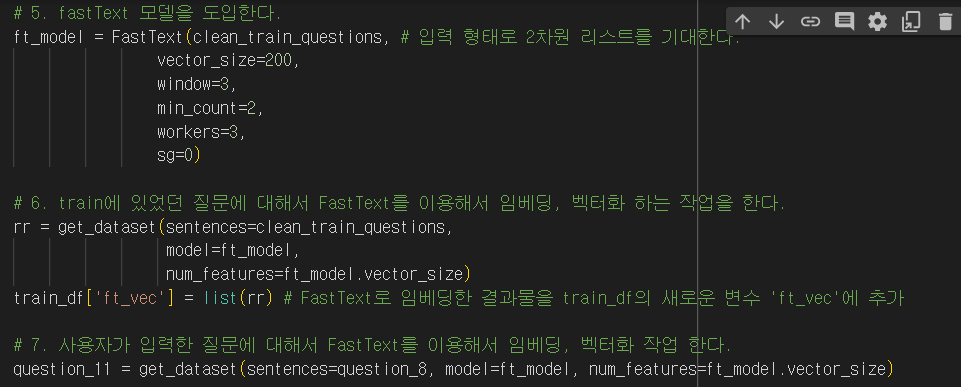 # 5. fastText 모델을 도입한다.
ft_model = FastText(clean_train_questions, # 입력 형태로 2차원 리스트를 기대한다.
vector_size=200,
window=3,
min_count=2,
workers=3,
sg=0)
# 6. train에 있었던 질문에 대해서 FastText를 이용해서 임베딩, 벡터화 하는 작업을 한다.
rr = get_dataset(sentences=clean_train_questions,
model=ft_model,
num_features=ft_model.vector_size)
train_df['ft_vec'] = list(rr) # FastText로 임베딩한 결과물을 train_df의 새로운 변수 'ft_vec'에 추가
# 7. 사용자가 입력한 질문에 대해서 FastText를 이용해서 임베딩, 벡터화 작업 한다.
question_11 = get_dataset(sentences=question_8, model=ft_model, num_features=ft_model.vector_size)